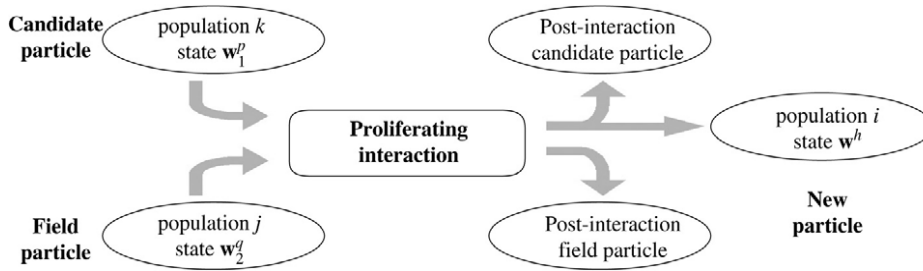 Candidate
particle
population k
state w₁ᵖ
Post-interaction
candidate particle
Proliferating
interaction
population i
state wʰ
Field
particle
population j
state w₂q
Post-interaction
field particle
New
particle